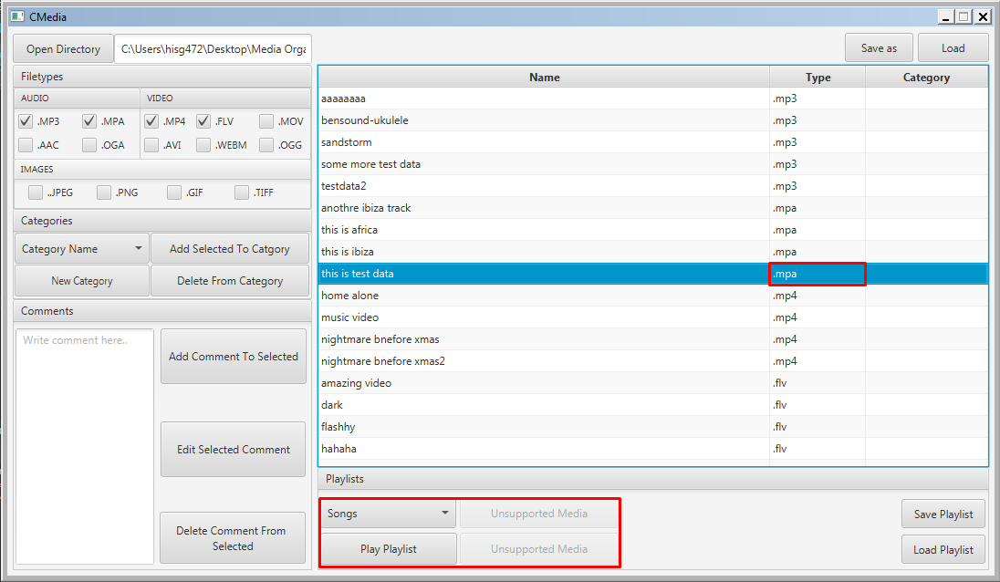 CMedia
Open Directory
C:\Users\hisg472\Desktop\Media Orga
Save as
Load
Filetypes
AUDIO
VIDEO
.MP3
.MPA
.MP4
.FLV
.MOV
.AAC
.OGA
.AVI
.WEBM
.OGG
IMAGES
..JPEG
.PNG
.GIF
.TIFF
Categories
Category Name
Add Selected To Catgory
New Category
Delete From Category
Comments
Write comment here..
Add Comment To Selected
Edit Selected Comment
Delete Comment From
Selected
Name Type Category
aaaaaaaa .mp3
bensound-ukulele .mp3
sandstorm .mp3
some more test data .mp3
testdata2 .mp3
anothre ibiza track .mpa
this is africa .mpa
this is ibiza .mpa
this is test data .mpa
home alone .mp4
music video .mp4
nightmare bnefore xmas .mp4
nightmare bnefore xmas2 .mp4
amazing video .flv
dark .flv
flashhy .flv
hahaha .flv
Playlists
Songs
Unsupported Media
Save Playlist
Play Playlist
Unsupported Media
Load Playlist